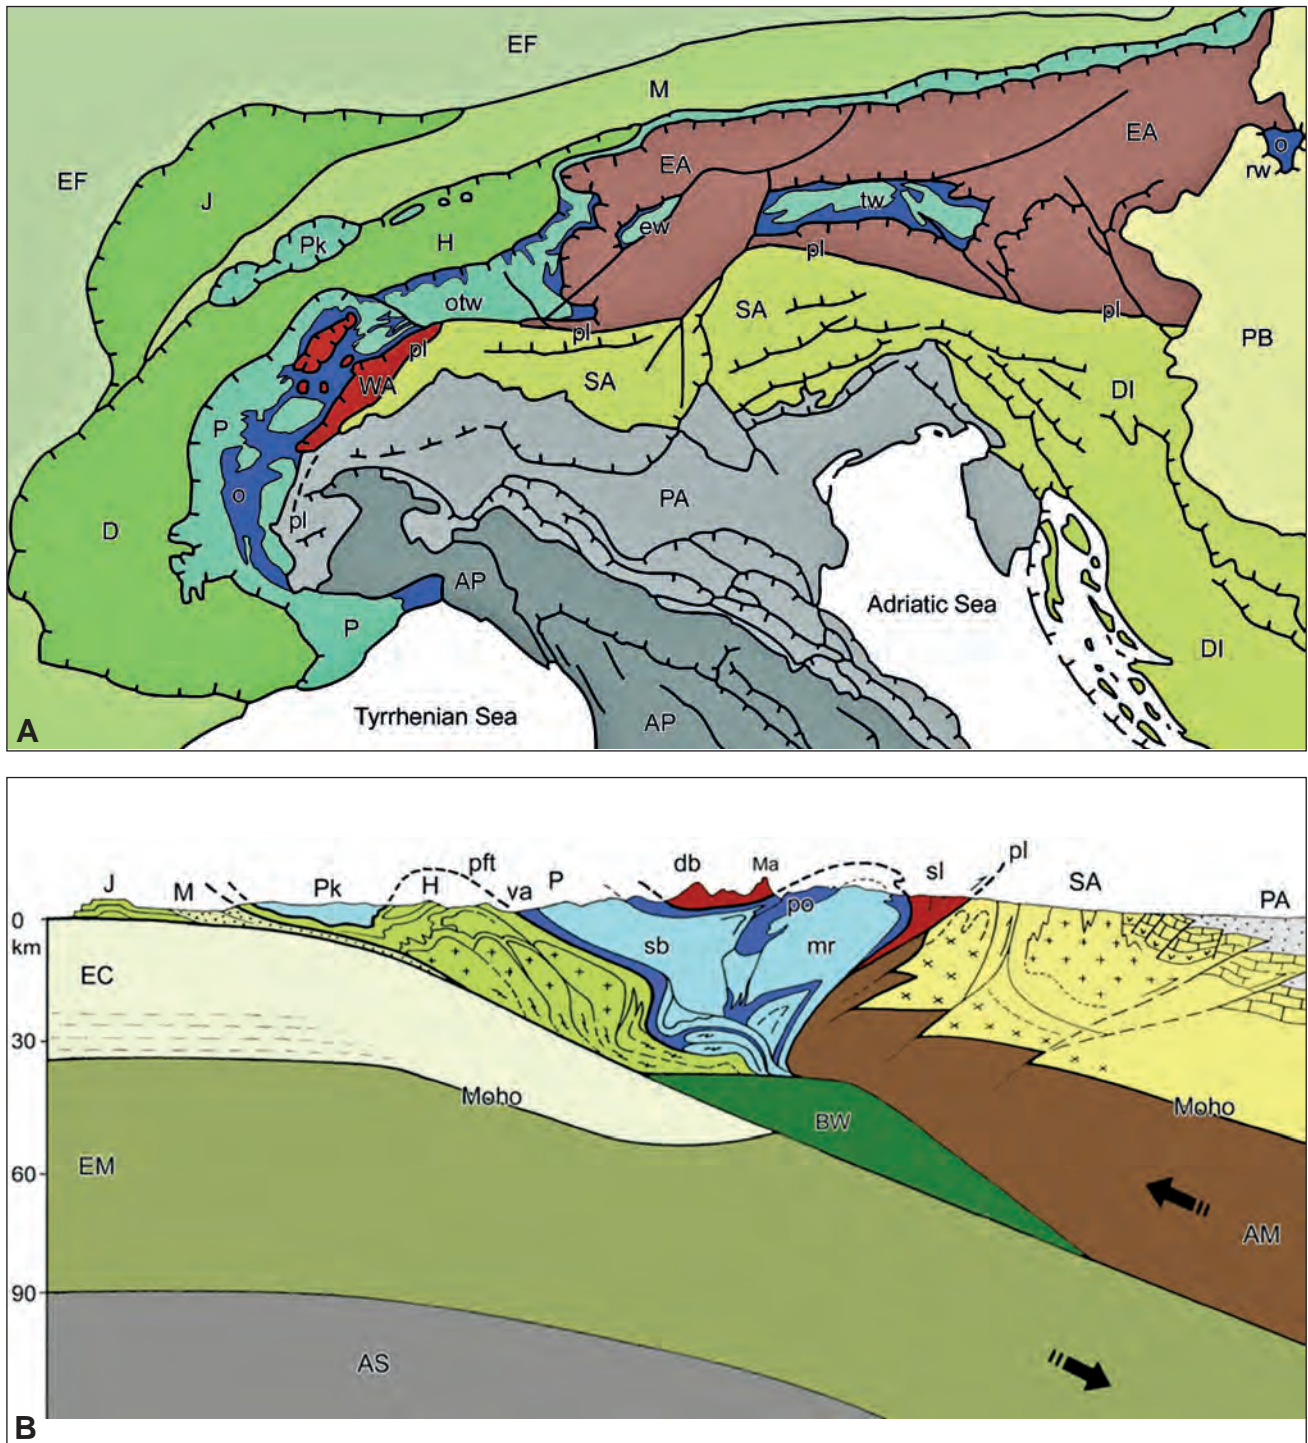 EF
M
EF
EA
EA
o
rw
J
tw
Pk
H
ew
pl
otw
SA
pl
pl
PB
pl
WA
SA
DI
P
o
PA
pl
D
AP
Adriatic Sea
P
DI
Tyrrhenian Sea
AP
A
pft
db
Ma
pl
J
M
Pk
H
va
P
sl
SA
PA
0
km
po
sb
mr
EC
30
Moho
Moho
BW
EM
60
AM
90
AS
B